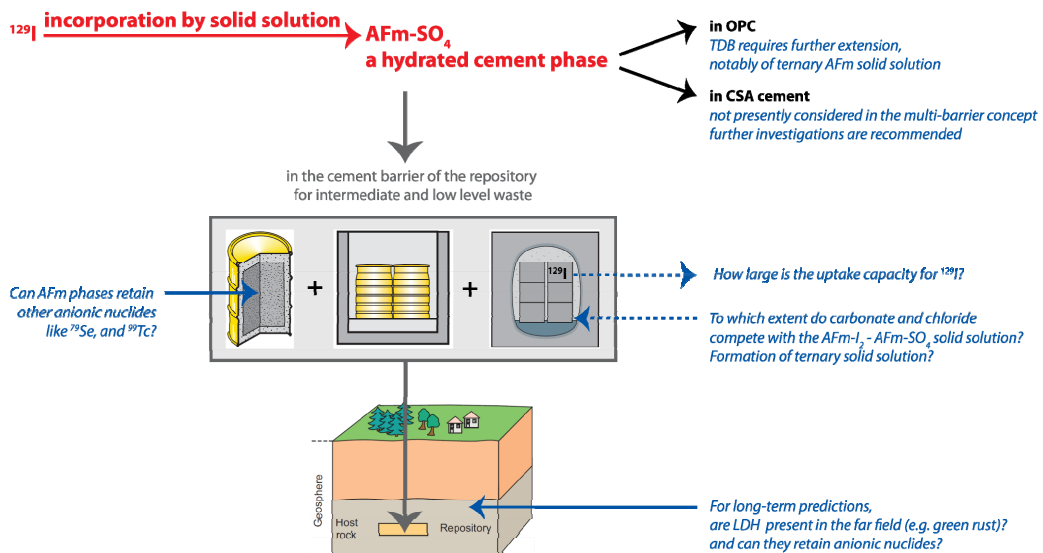 ¹²⁹I incorporation by solid solution
AFm-SO₄
a hydrated cement phase
in OPC
TDB requires further extension,
notably of ternary AFm solid solution
in CSA cement
not presently considered in the multi-barrier concept
further investigations are recommended
in the cement barrier of the repository
for intermediate and low level waste
+
+
¹²⁹I
Can AFm phases retain
other anionic nuclides
like ⁷⁹Se, and ⁹⁹Tc?
How large is the uptake capacity for ¹²⁹I?
To which extent do carbonate and chloride
compete with the AFm-I₂ - AFm-SO₄ solid solution?
Formation of ternary solid solution?
Geosphere
Host
rock
Repository
For long-term predictions,
are LDH present in the far field (e.g. green rust)?
and can they retain anionic nuclides?